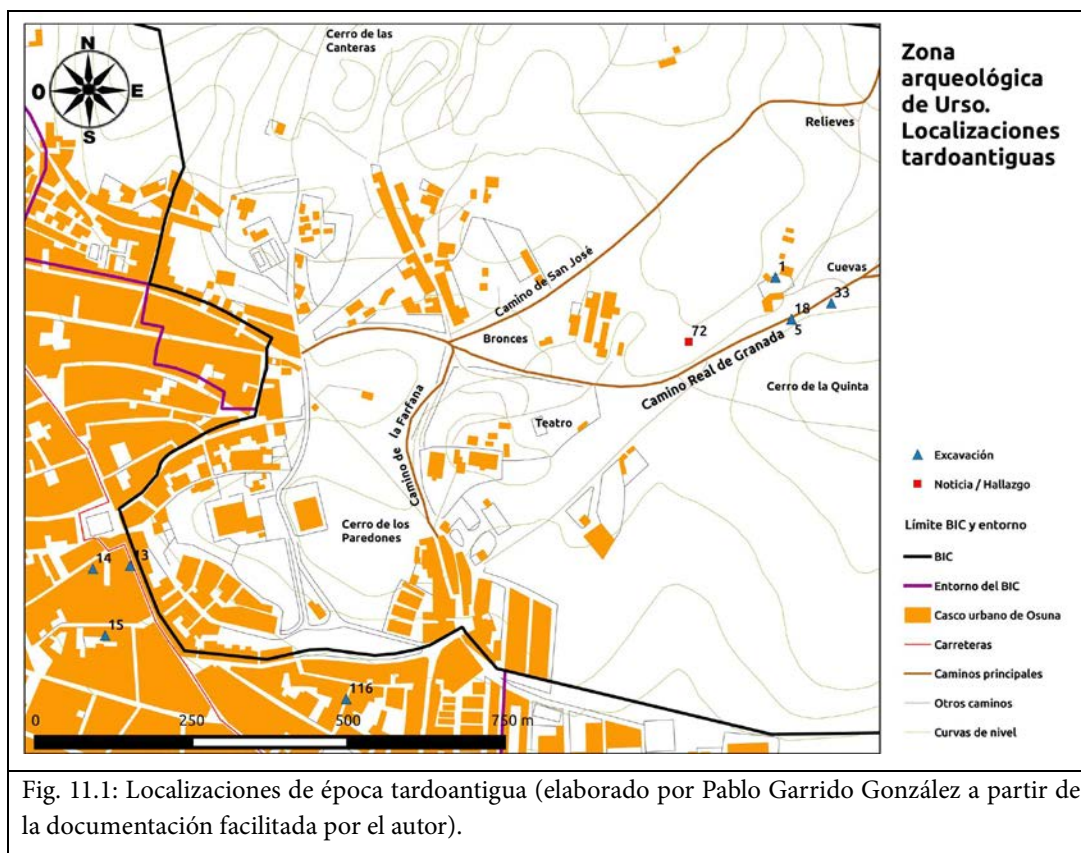 Cerro de las
Canteras
N
O
E
S
Relieves
Camino de San José
Bronces
1
Cuevas
33
18
5
72
Camino Real de Granada
Cerro de la Quinta
Camino de la Farfana
Teatro
Cerro de los
Paredones
14
13
15
116
0
250
500
750 m
Zona
arqueológica
de Urso.
Localizaciones
tardoantiguas
Excavación
Noticia / Hallazgo
Límite BIC y entorno
BIC
Entorno del BIC
Casco urbano de Osuna
Carreteras
Caminos principales
Otros caminos
Curvas de nivel
Fig. 11.1: Localizaciones de época tardoantigua (elaborado por Pablo Garrido González a partir de
la documentación facilitada por el autor).